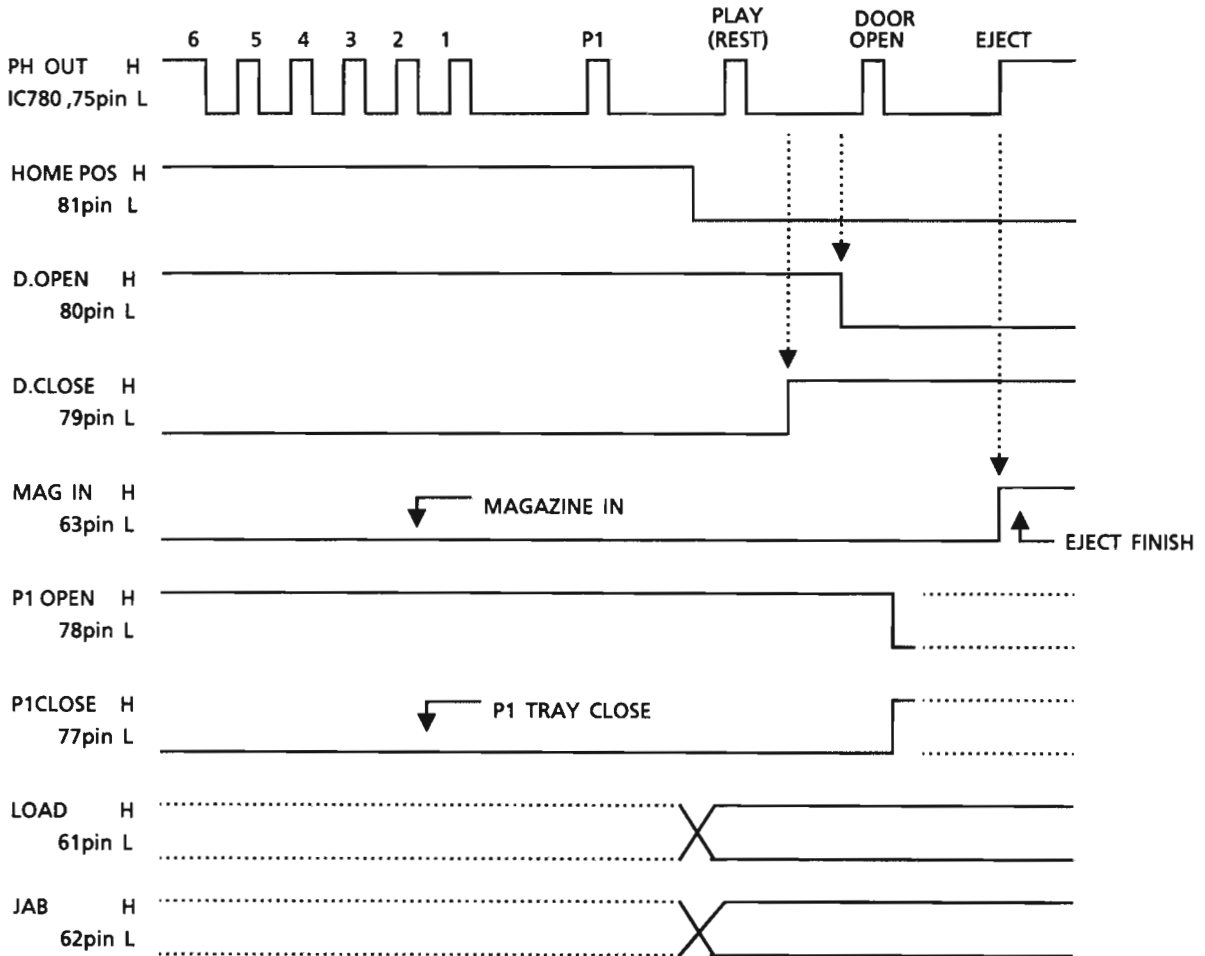 PLAY DOOR
6 5 4 3 2 1 P1 (REST) OPEN EJECT
PH OUT H
IC780 ,75pin L
HOME POS H
81pin L
D.OPEN H
80pin L
D.CLOSE H
79pin L
MAG IN H
MAGAZINE IN
63pin L
EJECT FINISH
P1 OPEN H
78pin L
P1CLOSE H
P1 TRAY CLOSE
77pin L
LOAD H
61pin L
JAB H
62pin L